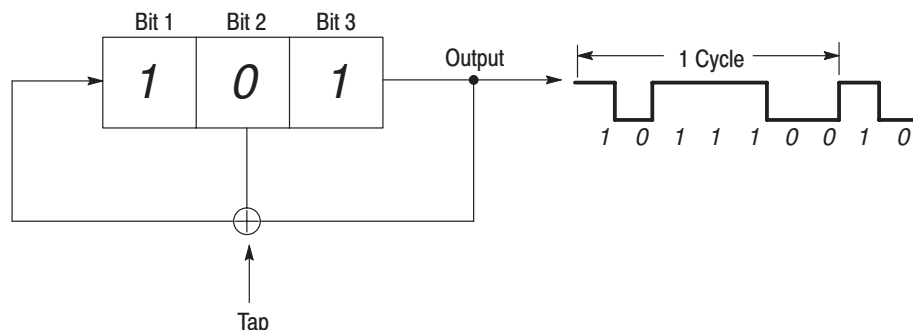 Bit 1 Bit 2 Bit 3
Output
1 Cycle
1 0 1
1 0 1 1 1 0 0 1 0
Tap